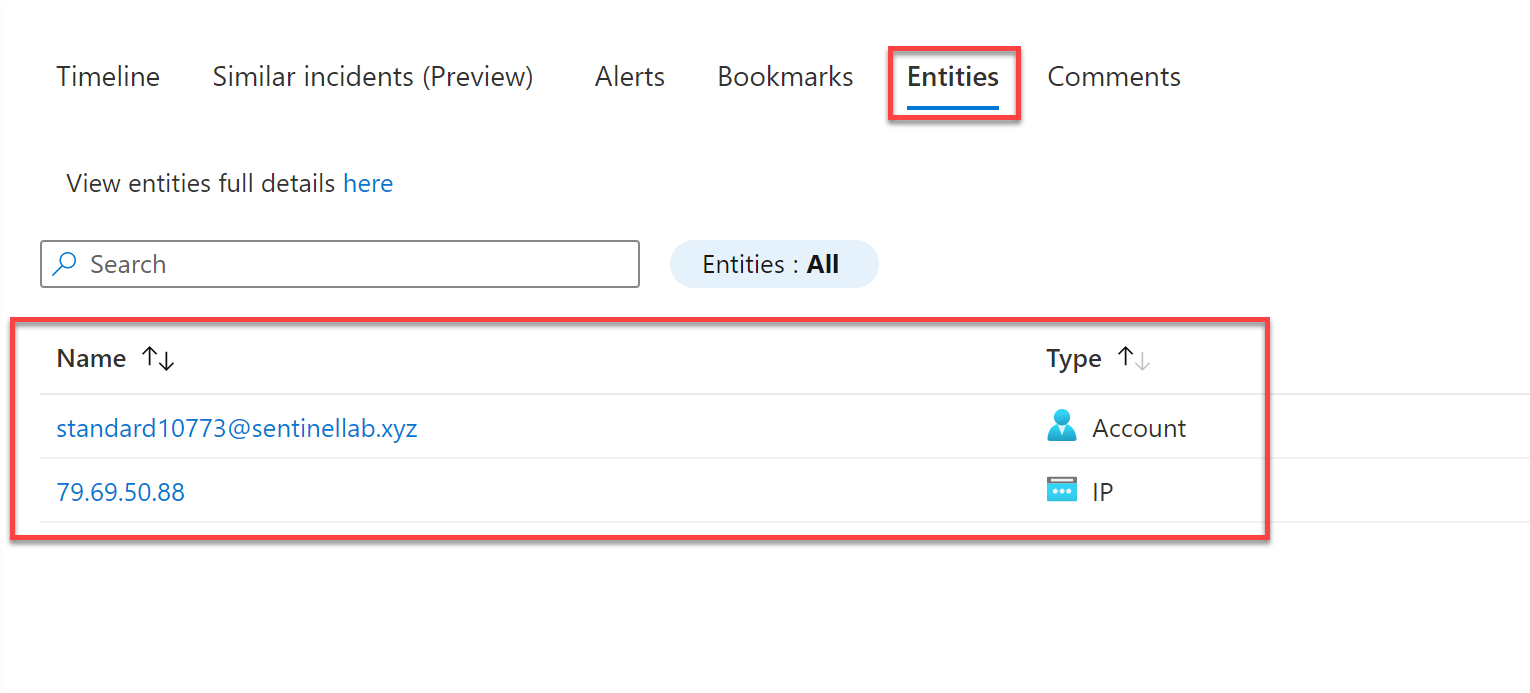 Timeline Similar incidents (Preview) Alerts Bookmarks Entities Comments
View entities full details here
Search Entities : All
Name Type
standard10773@sentinellab.xyz Account
79.69.50.88 IP